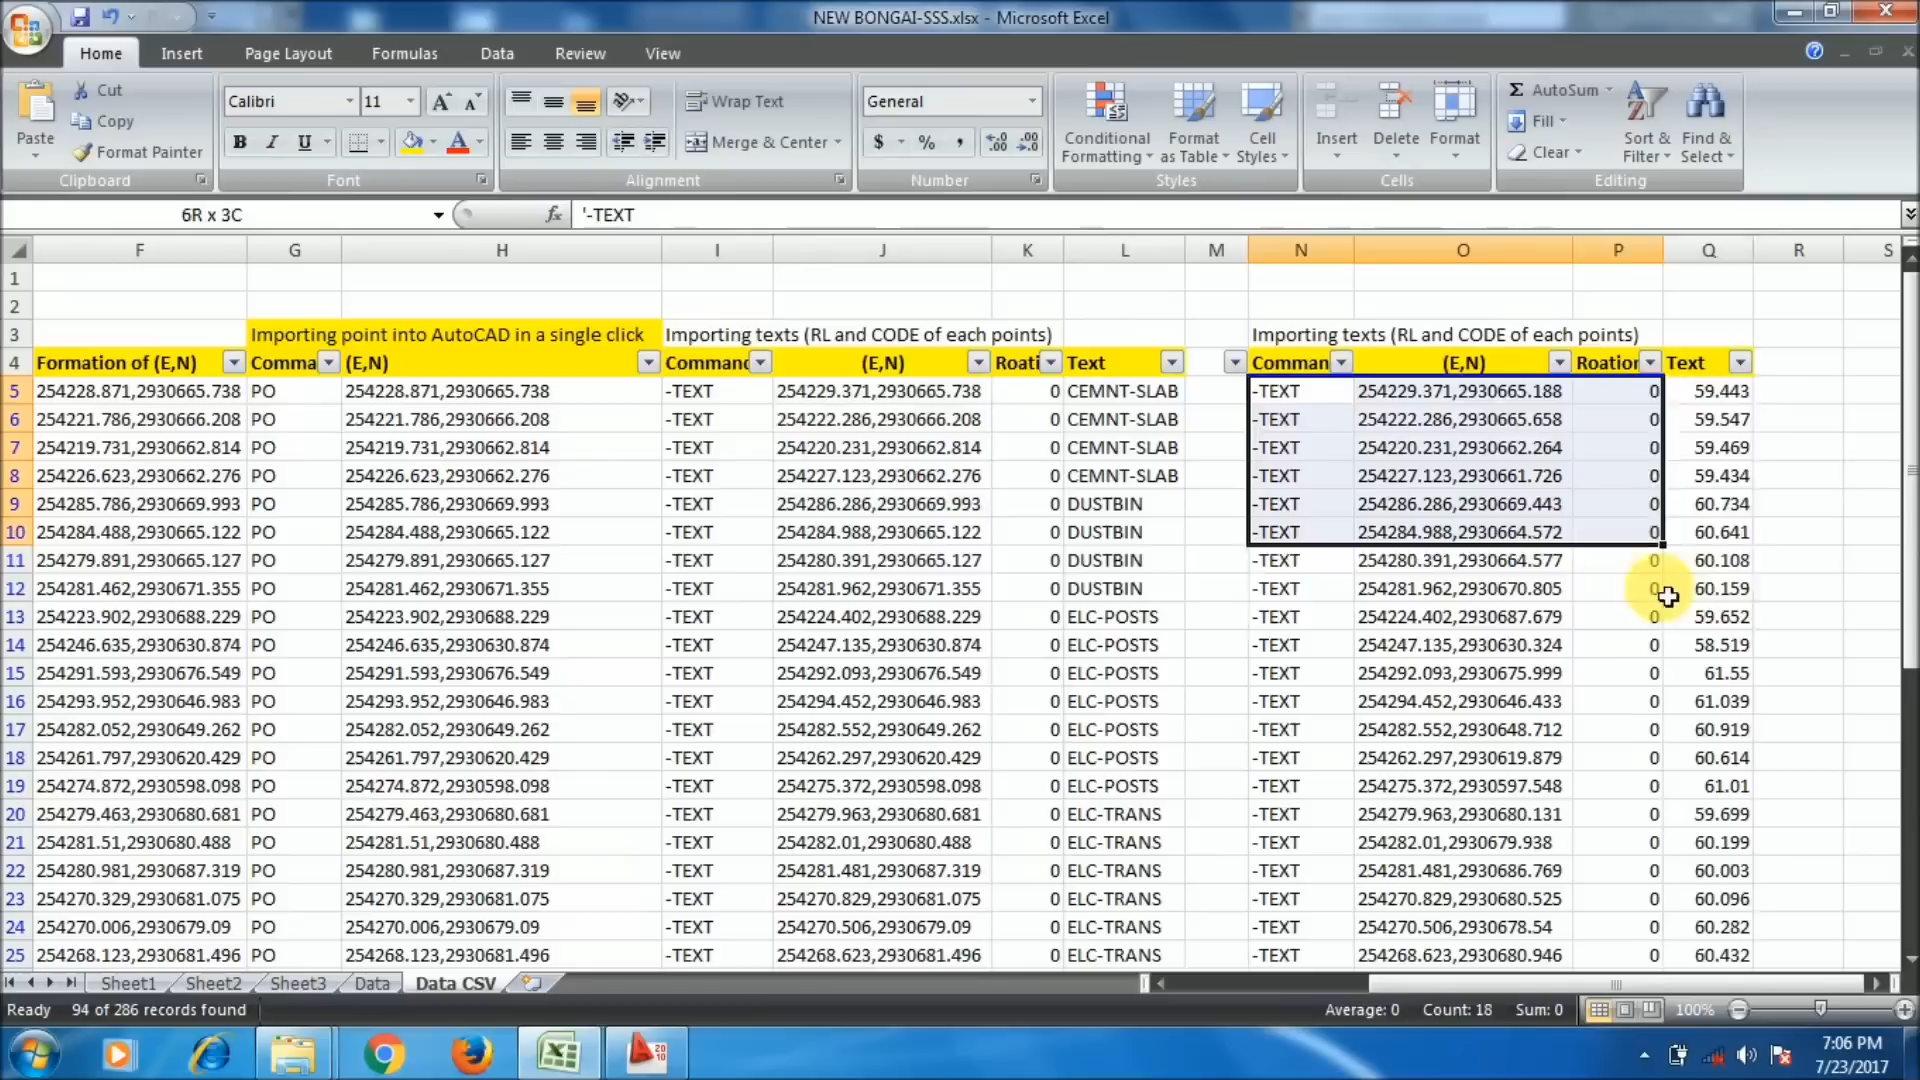 NEW BONGAI-SSS.xlsx - Microsoft Excel
Home Insert Page Layout Formulas Data Review View
Paste
Cut
Copy
Format Painter
Clipboard
Calibri 11
B I U
Font
Wrap Text
Merge & Center
Alignment
General
$ % ,
Number
Conditional Formatting
Format as Table
Cell Styles
Styles
Insert Delete Format
Cells
AutoSum
Fill
Clear
Sort & Filter
Find & Select
Editing
6R x 3C fx '-TEXT
F G H I J K L M N O P Q R S
1
2
3 Importing point into AutoCAD in a single click Importing texts (RL and CODE of each points) Importing texts (RL and CODE of each points)
4 Formation of (E,N) Comma (E,N) Command (E,N) Roati Text Comman (E,N) Roation Text
5 254228.871,2930665.738 PO 254228.871,2930665.738 -TEXT 254229.371,2930665.738 0 CEMNT-SLAB -TEXT 254229.371,2930665.188 0 59.443
6 254221.786,2930666.208 PO 254221.786,2930666.208 -TEXT 254222.286,2930666.208 0 CEMNT-SLAB -TEXT 254222.286,2930665.658 0 59.547
7 254219.731,2930662.814 PO 254219.731,2930662.814 -TEXT 254220.231,2930662.814 0 CEMNT-SLAB -TEXT 254220.231,2930662.264 0 59.469
8 254226.623,2930662.276 PO 254226.623,2930662.276 -TEXT 254227.123,2930662.276 0 CEMNT-SLAB -TEXT 254227.123,2930661.726 0 59.434
9 254285.786,2930669.993 PO 254285.786,2930669.993 -TEXT 254286.286,2930669.993 0 DUSTBIN -TEXT 254286.286,2930669.443 0 60.734
10 254284.488,2930665.122 PO 254284.488,2930665.122 -TEXT 254284.988,2930665.122 0 DUSTBIN -TEXT 254284.988,2930664.572 0 60.641
11 254279.891,2930665.127 PO 254279.891,2930665.127 -TEXT 254280.391,2930665.127 0 DUSTBIN -TEXT 254280.391,2930664.577 0 60.108
12 254281.462,2930671.355 PO 254281.462,2930671.355 -TEXT 254281.962,2930671.355 0 DUSTBIN -TEXT 254281.962,2930670.805 0 60.159
13 254223.902,2930688.229 PO 254223.902,2930688.229 -TEXT 254224.402,2930688.229 0 ELC-POSTS -TEXT 254224.402,2930687.679 0 59.652
14 254246.635,2930630.874 PO 254246.635,2930630.874 -TEXT 254247.135,2930630.874 0 ELC-POSTS -TEXT 254247.135,2930630.324 0 58.519
15 254291.593,2930676.549 PO 254291.593,2930676.549 -TEXT 254292.093,2930676.549 0 ELC-POSTS -TEXT 254292.093,2930675.999 0 61.55
16 254293.952,2930646.983 PO 254293.952,2930646.983 -TEXT 254294.452,2930646.983 0 ELC-POSTS -TEXT 254294.452,2930646.433 0 61.039
17 254282.052,2930649.262 PO 254282.052,2930649.262 -TEXT 254282.552,2930649.262 0 ELC-POSTS -TEXT 254282.552,2930648.712 0 60.919
18 254261.797,2930620.429 PO 254261.797,2930620.429 -TEXT 254262.297,2930620.429 0 ELC-POSTS -TEXT 254262.297,2930619.879 0 60.614
19 254274.872,2930598.098 PO 254274.872,2930598.098 -TEXT 254275.372,2930598.098 0 ELC-POSTS -TEXT 254275.372,2930597.548 0 61.01
20 254279.463,2930680.681 PO 254279.463,2930680.681 -TEXT 254279.963,2930680.681 0 ELC-TRANS -TEXT 254279.963,2930680.131 0 59.699
21 254281.51,2930680.488 PO 254281.51,2930680.488 -TEXT 254282.01,2930680.488 0 ELC-TRANS -TEXT 254282.01,2930679.938 0 60.199
22 254280.981,2930687.319 PO 254280.981,2930687.319 -TEXT 254281.481,2930687.319 0 ELC-TRANS -TEXT 254281.481,2930686.769 0 60.003
23 254270.329,2930681.075 PO 254270.329,2930681.075 -TEXT 254270.829,2930681.075 0 ELC-TRANS -TEXT 254270.829,2930680.525 0 60.096
24 254270.006,2930679.09 PO 254270.006,2930679.09 -TEXT 254270.506,2930679.09 0 ELC-TRANS -TEXT 254270.506,2930678.54 0 60.282
25 254268.123,2930681.496 PO 254268.123,2930681.496 -TEXT 254268.623,2930681.496 0 ELC-TRANS -TEXT 254268.623,2930680.946 0 60.432
Sheet1 Sheet2 Sheet3 Data Data CSV
Ready 94 of 286 records found Average: 0 Count: 18 Sum: 0 100%
7:06 PM
7/23/2017